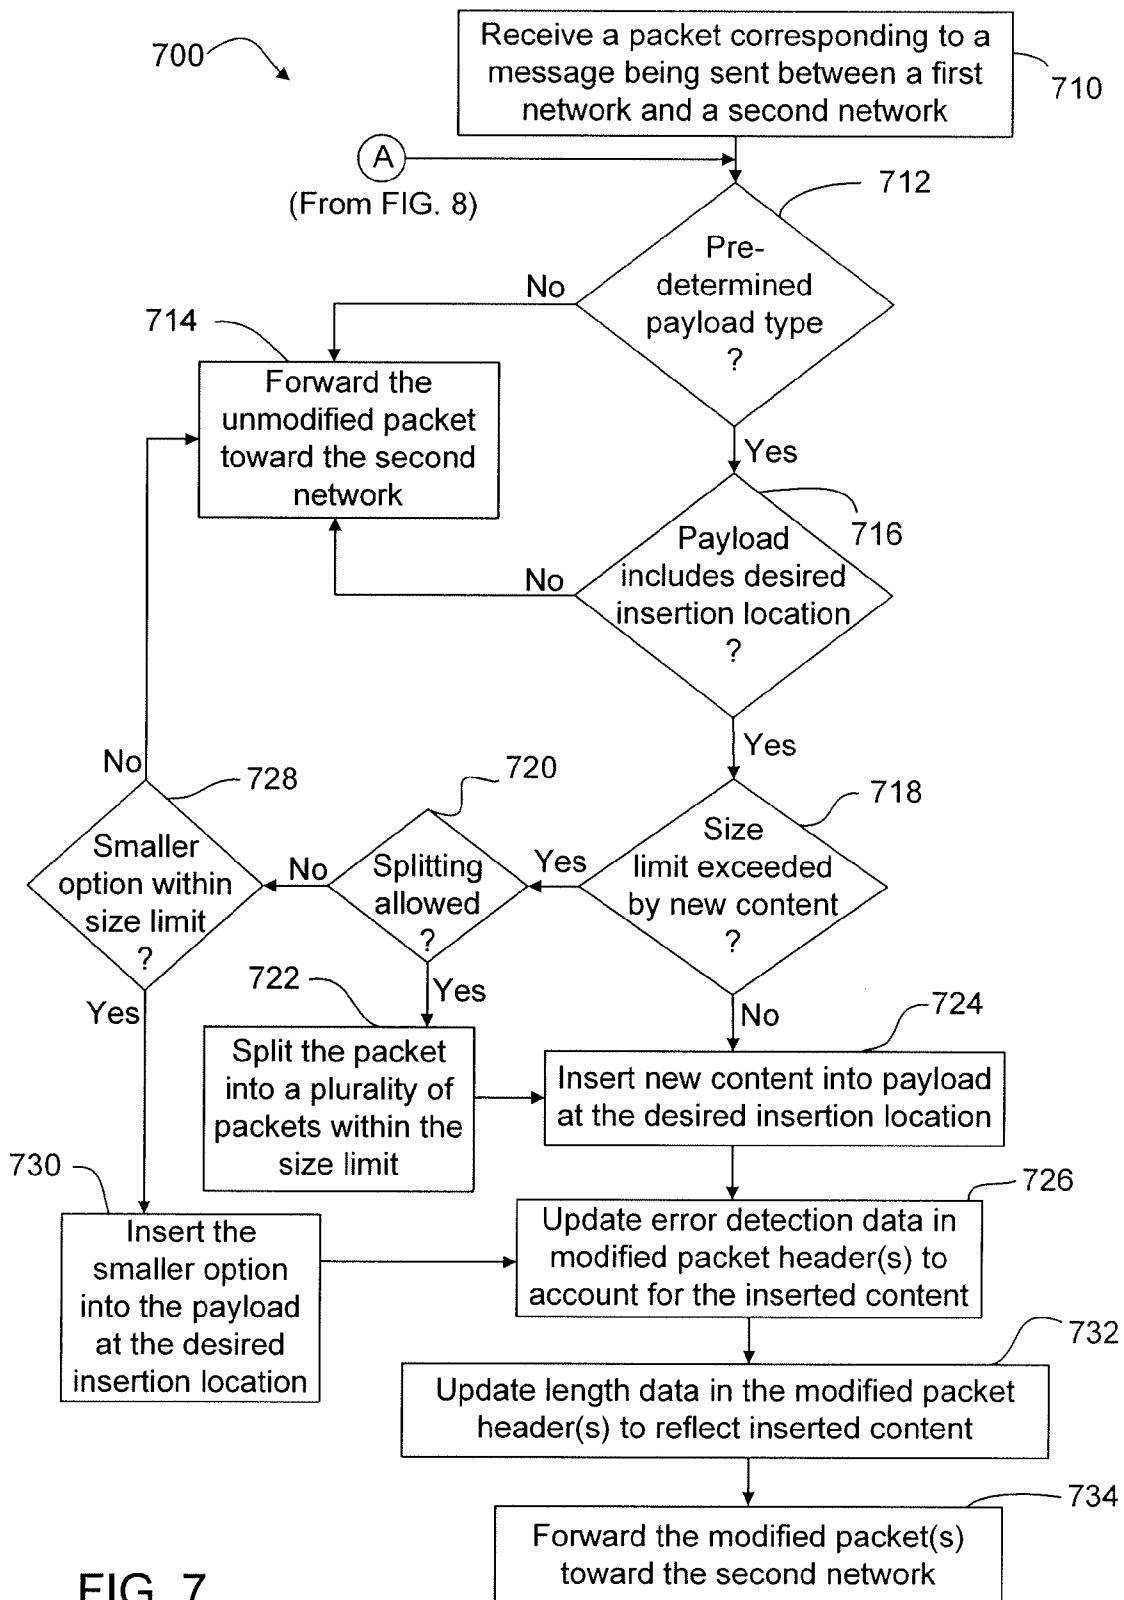 700
Receive a packet corresponding to a
message being sent between a first
network and a second network
710
A
(From FIG. 8)
712
Pre-
determined
payload type
?
No
Yes
714
Forward the
unmodified packet
toward the second
network
716
Payload
includes desired
insertion location
?
No
Yes
718
Size
limit exceeded
by new content
?
Yes
No
720
Splitting
allowed
?
No
Yes
728
Smaller
option within
size limit
?
No
Yes
722
Split the packet
into a plurality of
packets within the
size limit
724
Insert new content into payload
at the desired insertion location
730
Insert the
smaller option
into the payload
at the desired
insertion location
726
Update error detection data in
modified packet header(s) to
account for the inserted content
732
Update length data in the modified packet
header(s) to reflect inserted content
734
Forward the modified packet(s)
toward the second network
FIG. 7